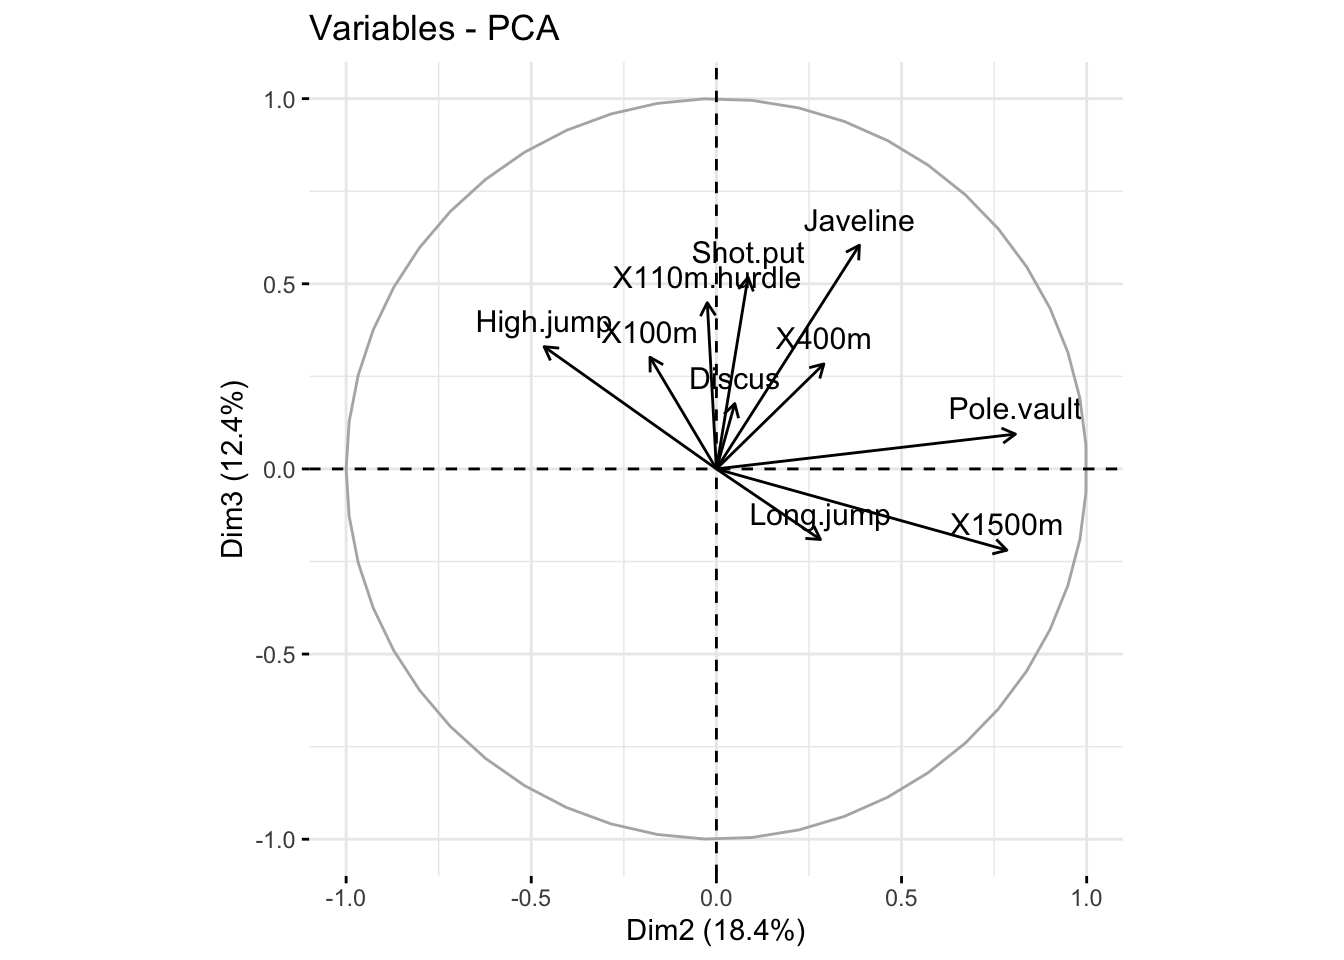 Variables - PCA
1.0
0.5
0.0
-0.5
-1.0
Dim3 (12.4%)
Javeline
Shot.put
X110m.hurdle
High.jump
X100m
X400m
Discus
Pole.vault
Long.jump
X1500m
-1.0
-0.5
0.0
0.5
1.0
Dim2 (18.4%)